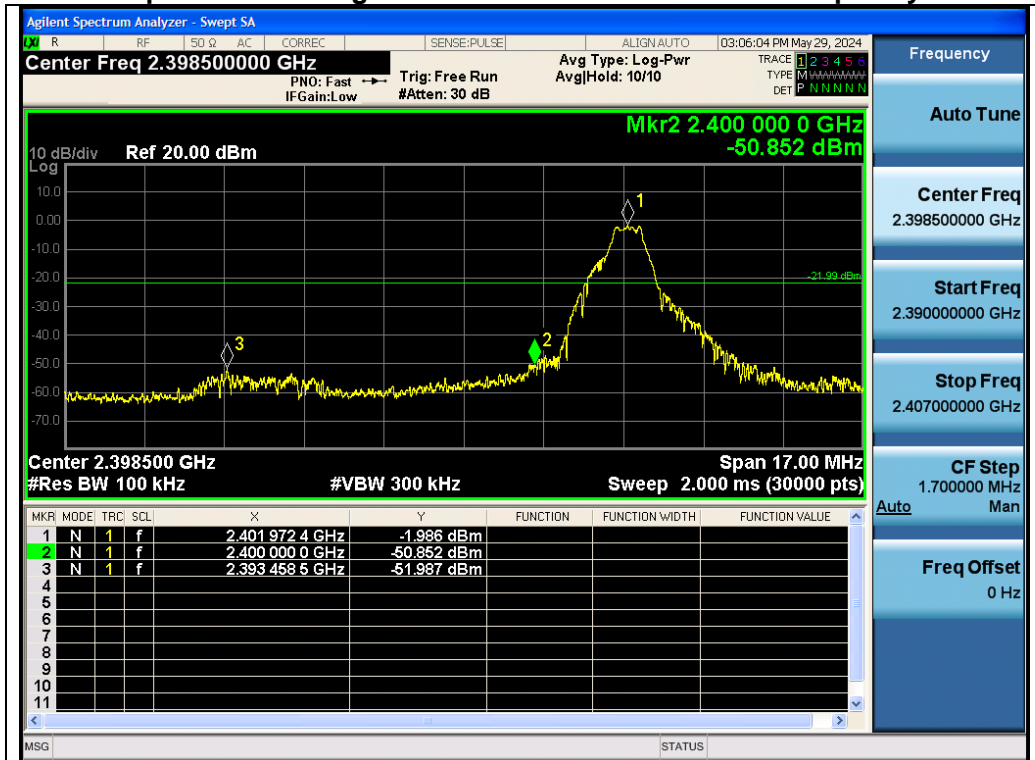 Agilent Spectrum Analyzer - Swept SA
LXI R RF 50 Ω AC CORREC SENSE:PULSE ALIGN AUTO 03:06:04 PM May 29, 2024
Center Freq 2.398500000 GHz
PNO: Fast
IFGain:Low
Trig: Free Run
#Atten: 30 dB
Avg Type: Log-Pwr
Avg|Hold: 10/10
TRACE 1 2 3 4 5 6
TYPE M WWWWW
DET P N N N N N
Mkr2 2.400 000 0 GHz
-50.852 dBm
10 dB/div Ref 20.00 dBm
Log
10.0
0.00
-10.0
-20.0
-30.0
-40.0
-50.0
-60.0
-70.0
1
-21.99 dBm
2
3
Center 2.398500 GHz Span 17.00 MHz
#Res BW 100 kHz #VBW 300 kHz Sweep 2.000 ms (30000 pts)
MKR MODE TRC SCL X Y FUNCTION FUNCTION WIDTH FUNCTION VALUE
1 N 1 f 2.401 972 4 GHz -1.986 dBm
2 N 1 f 2.400 000 0 GHz -50.852 dBm
3 N 1 f 2.393 458 5 GHz -51.987 dBm
4
5
6
7
8
9
10
11
MSG STATUS
Frequency
Auto Tune
Center Freq
2.398500000 GHz
Start Freq
2.390000000 GHz
Stop Freq
2.407000000 GHz
CF Step
1.700000 MHz
Auto Man
Freq Offset
0 Hz